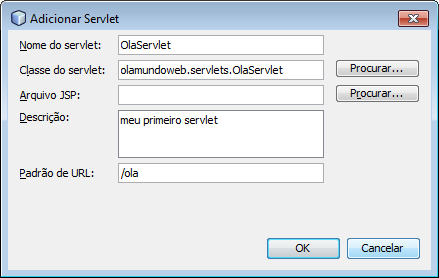 Adicionar Servlet
Nome do servlet: OlaServlet
Classe do servlet: olamundoweb.servlets.OlaServlet Procurar...
Arquivo JSP: Procurar...
Descrição: meu primeiro servlet
Padrão de URL: /ola
OK Cancelar